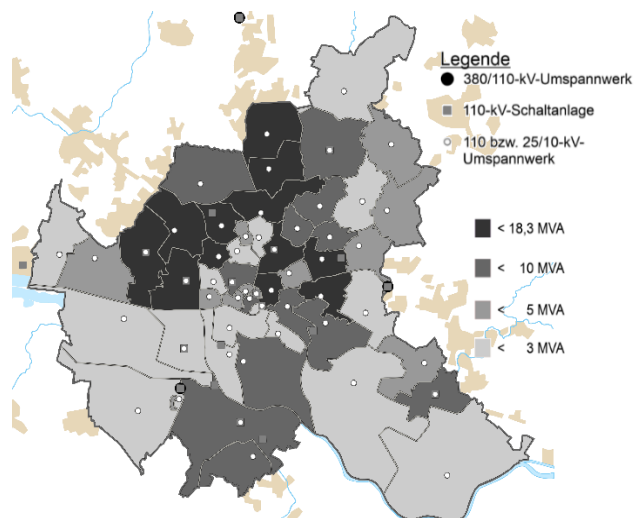 Legende
380/110-kV-Umspannwerk
110-kV-Schaltanlage
110 bzw. 25/10-kV-
Umspannwerk
< 18,3 MVA
< 10 MVA
< 5 MVA
< 3 MVA